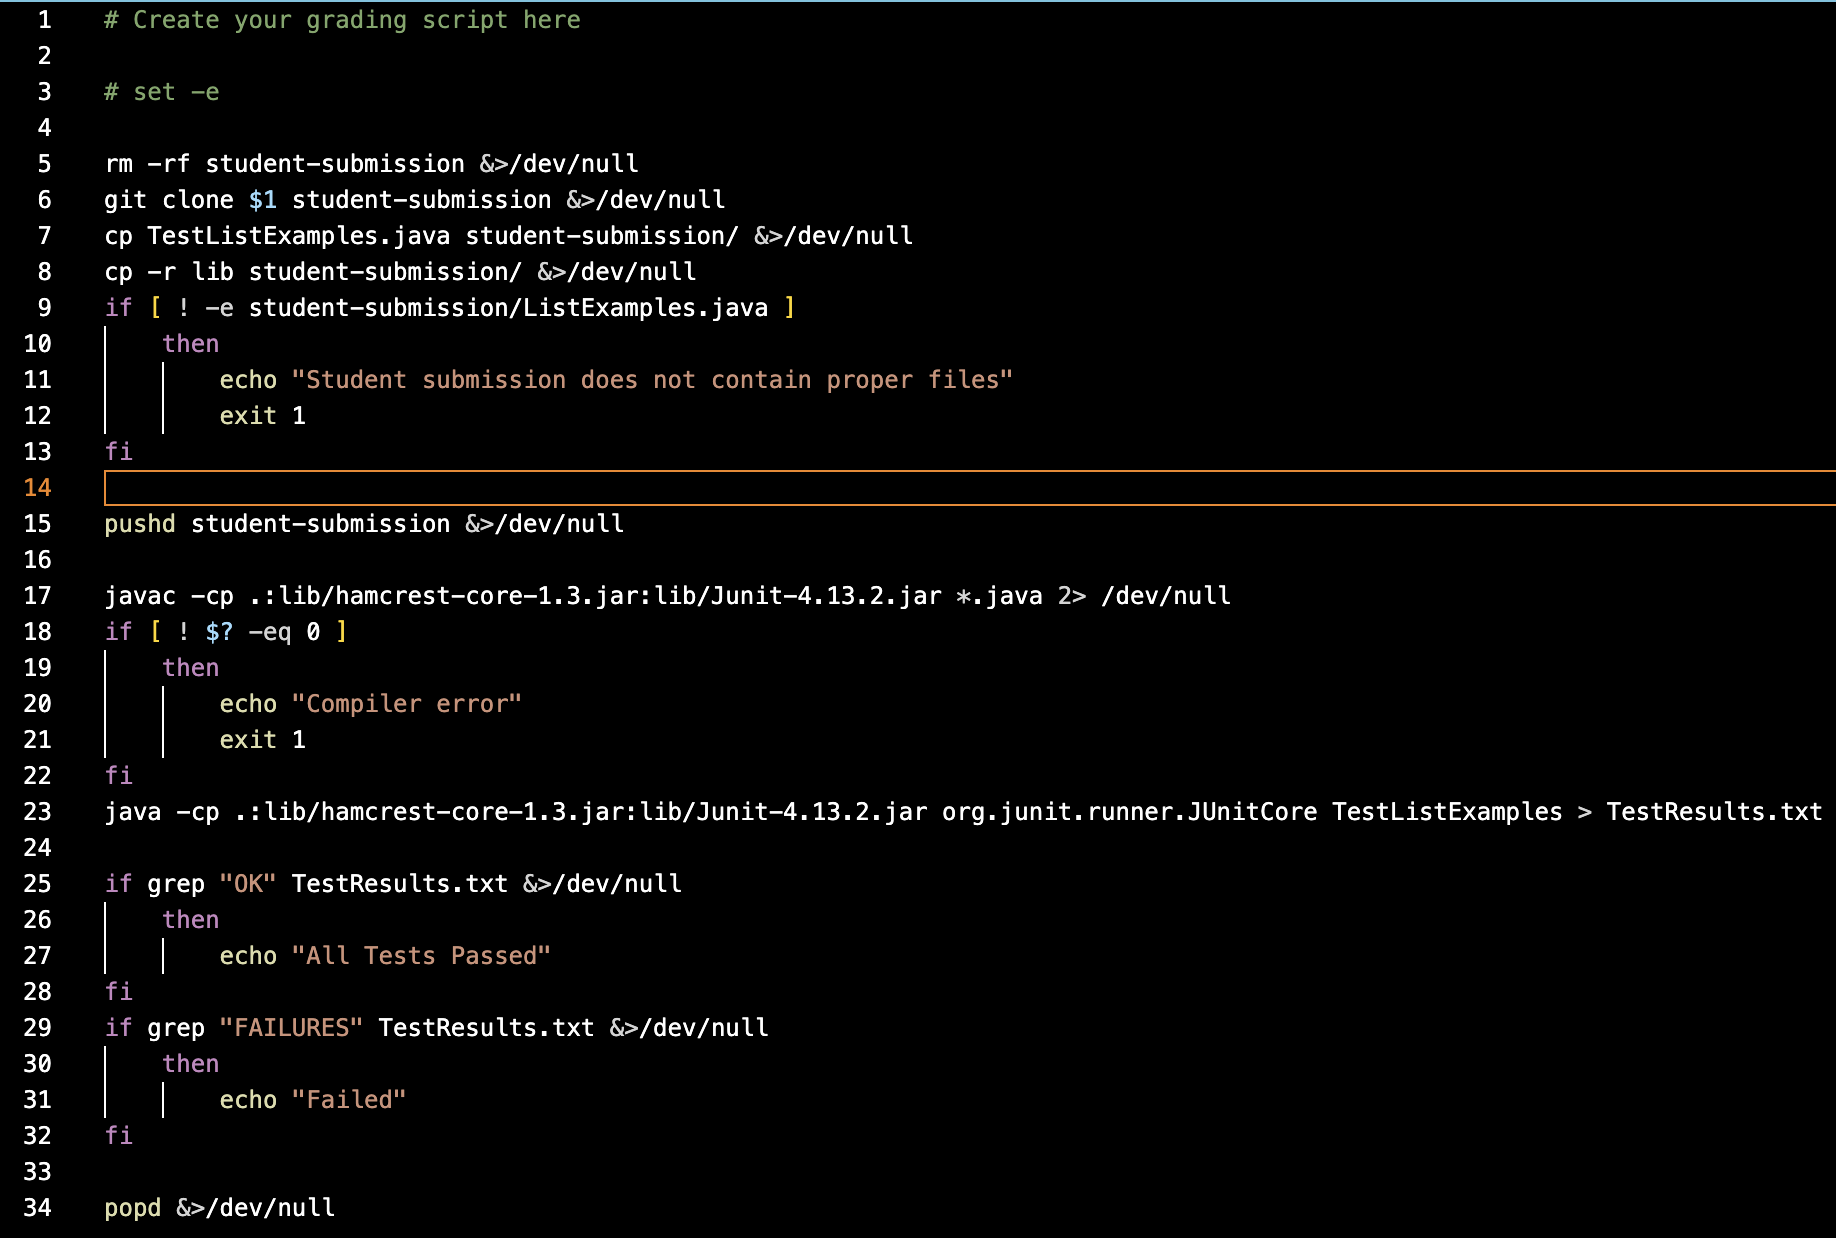 1 # Create your grading script here
2
3 # set -e
4
5 rm -rf student-submission &>/dev/null
6 git clone $1 student-submission &>/dev/null
7 cp TestListExamples.java student-submission/ &>/dev/null
8 cp -r lib student-submission/ &>/dev/null
9 if [ ! -e student-submission/ListExamples.java ]
10     then
11         echo "Student submission does not contain proper files"
12         exit 1
13 fi
14
15 pushd student-submission &>/dev/null
16
17 javac -cp .:lib/hamcrest-core-1.3.jar:lib/Junit-4.13.2.jar *.java 2> /dev/null
18 if [ ! $? -eq 0 ]
19     then
20         echo "Compiler error"
21         exit 1
22 fi
23 java -cp .:lib/hamcrest-core-1.3.jar:lib/Junit-4.13.2.jar org.junit.runner.JUnitCore TestListExamples > TestResults.txt
24
25 if grep "OK" TestResults.txt &>/dev/null
26     then
27         echo "All Tests Passed"
28 fi
29 if grep "FAILURES" TestResults.txt &>/dev/null
30     then
31         echo "Failed"
32 fi
33
34 popd &>/dev/null